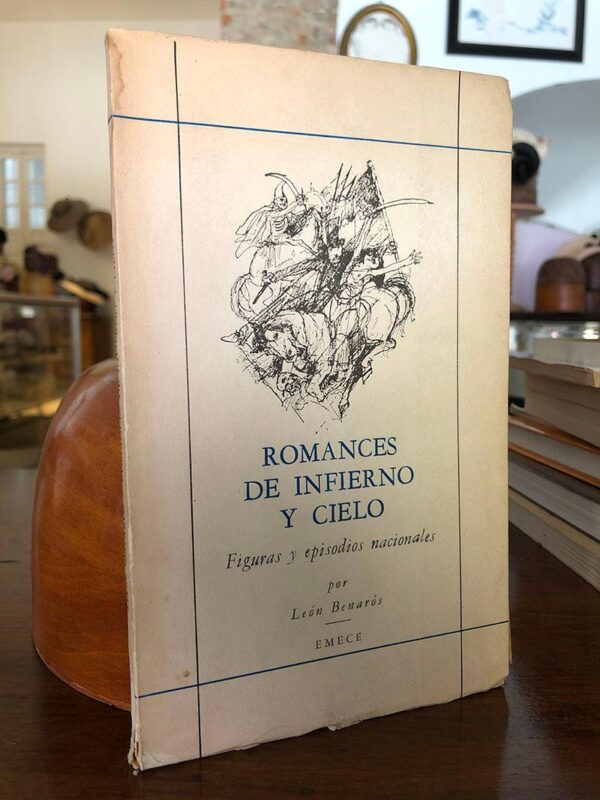 ROMANCES
DE INFIERNO
Y CIELO
Figuras y episodios nacionales
por
León Benarós
EMECÉ